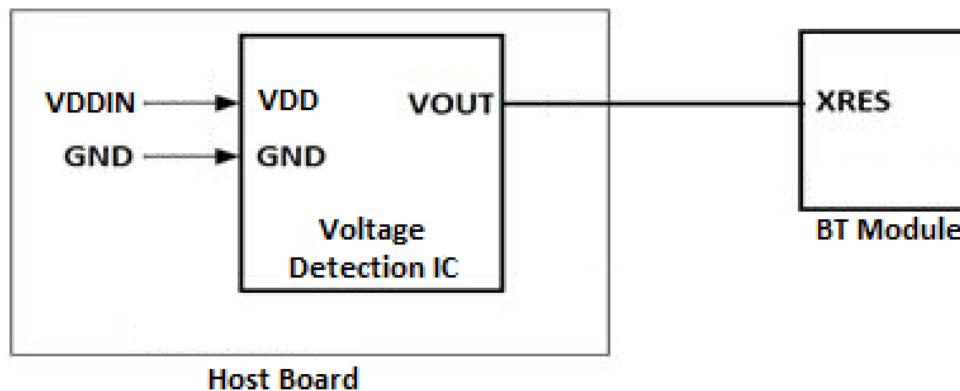 VDDIN
VDD
VOUT
XRES
GND
GND
Voltage
Detection IC
BT Module
Host Board